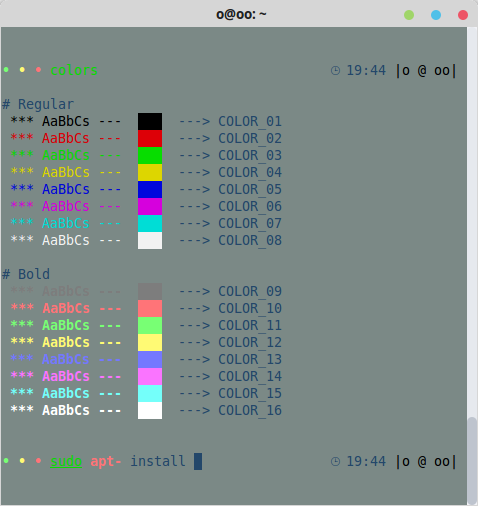 o@oo: ~
• • • colors 19:44 |o @ oo|
# Regular
*** AaBbCs --- ---> COLOR_01
*** AaBbCs --- ---> COLOR_02
*** AaBbCs --- ---> COLOR_03
*** AaBbCs --- ---> COLOR_04
*** AaBbCs --- ---> COLOR_05
*** AaBbCs --- ---> COLOR_06
*** AaBbCs --- ---> COLOR_07
*** AaBbCs --- ---> COLOR_08
# Bold
*** AaBbCs --- ---> COLOR_09
*** AaBbCs --- ---> COLOR_10
*** AaBbCs --- ---> COLOR_11
*** AaBbCs --- ---> COLOR_12
*** AaBbCs --- ---> COLOR_13
*** AaBbCs --- ---> COLOR_14
*** AaBbCs --- ---> COLOR_15
*** AaBbCs --- ---> COLOR_16
• • • sudo apt- install 19:44 |o @ oo|